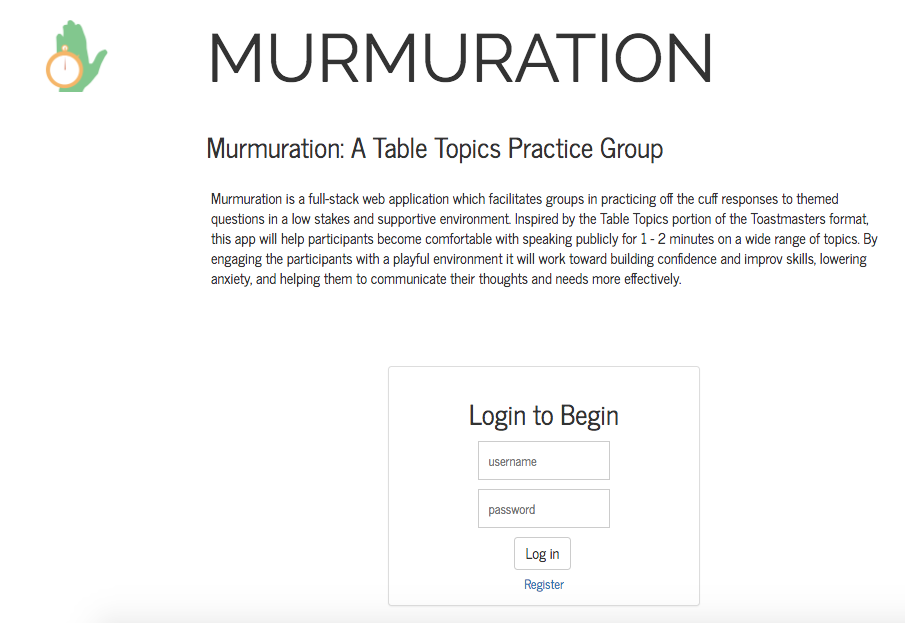 MURMURATION
Murmuration: A Table Topics Practice Group
Murmuration is a full-stack web application which facilitates groups in practicing off the cuff responses to themed
questions in a low stakes and supportive environment. Inspired by the Table Topics portion of the Toastmasters format,
this app will help participants become comfortable with speaking publicly for 1 - 2 minutes on a wide range of topics. By
engaging the participants with a playful environment it will work toward building confidence and improv skills, lowering
anxiety, and helping them to communicate their thoughts and needs more effectively.
Login to Begin
username
password
Log in
Register